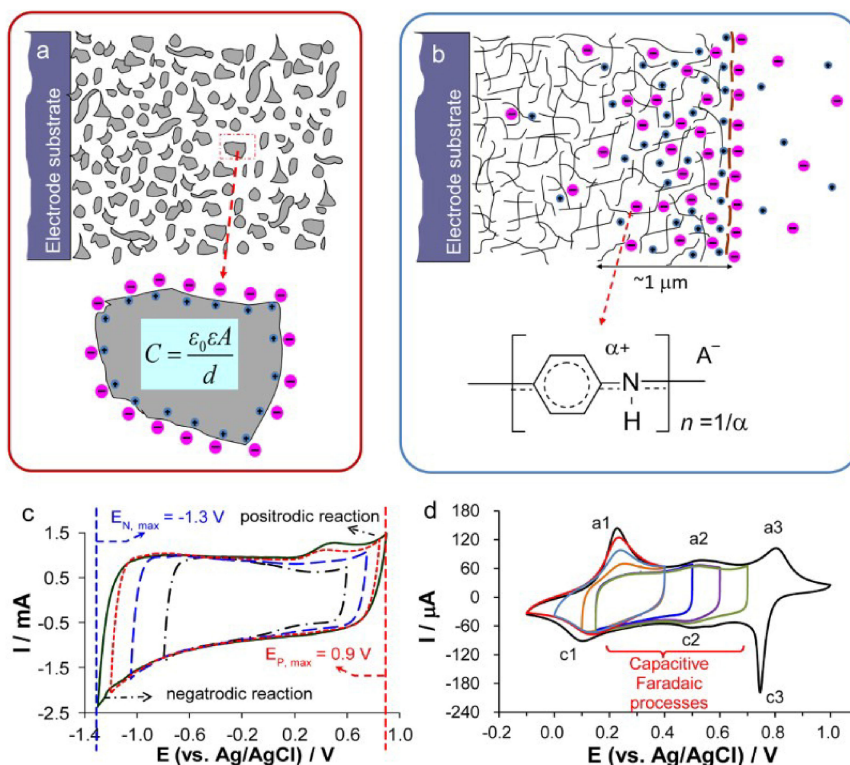 a
Electrode substrate
C = ε₀εA / d
b
Electrode substrate
~1 μm
α+
N
H
A⁻
n =1/α
c
E_N, max = -1.3 V
positrodic reaction
1.5
0.5
-0.5
-1.5
-2.5
I / mA
E_P, max = 0.9 V
negatrodic reaction
-1.4 -1.0 -0.6 -0.2 0.2 0.6 1.0
E (vs. Ag/AgCl) / V
d
180
120
60
0
-60
-120
-180
-240
I / μA
a1
a2
a3
c1
c2
c3
Capacitive
Faradaic
processes
-0.2 0.0 0.2 0.4 0.6 0.8 1.0
E (vs. Ag/AgCl) / V